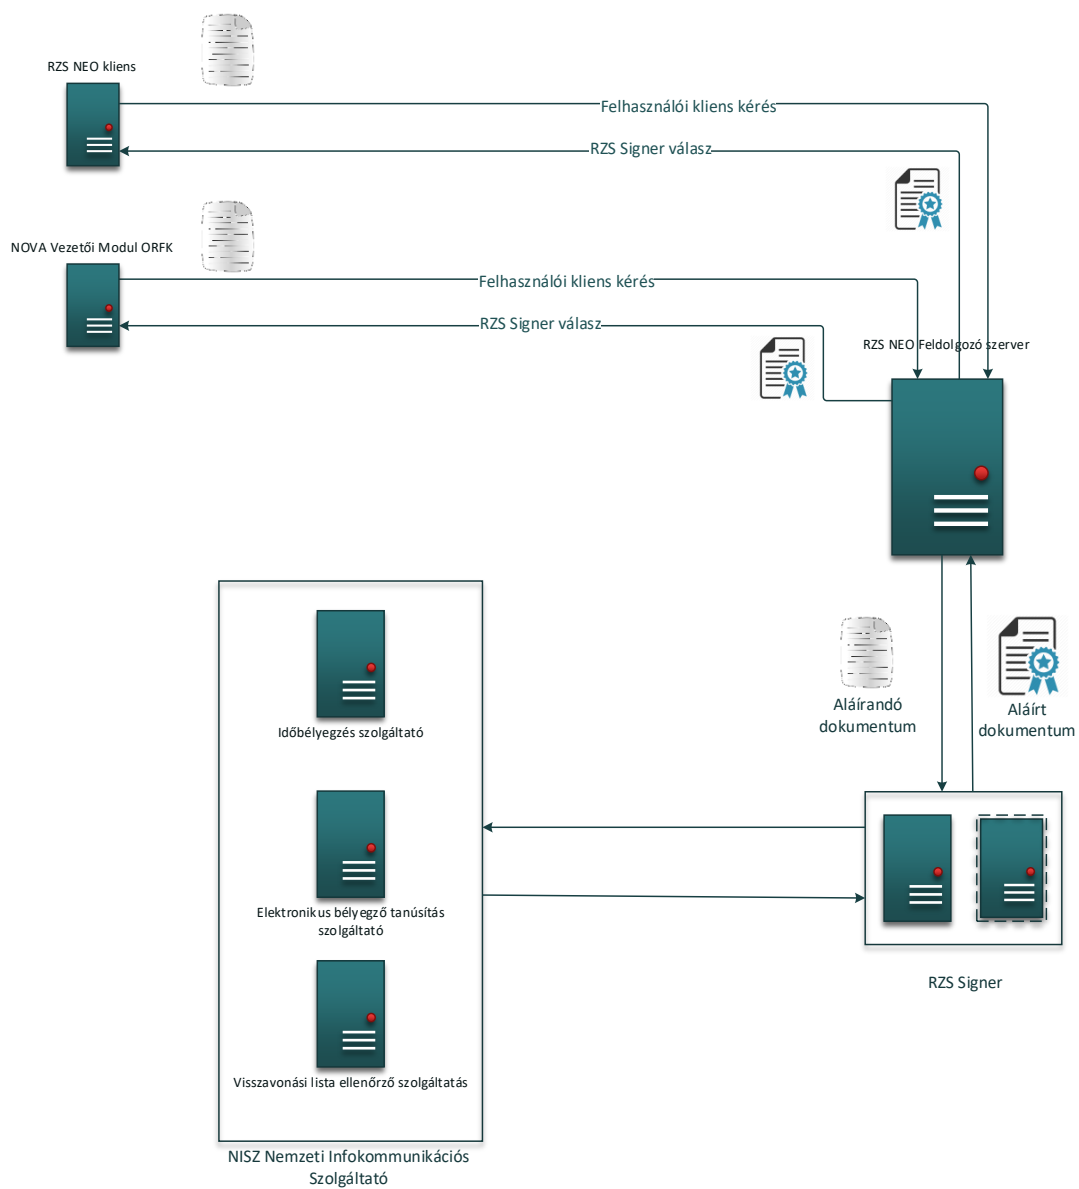 RZS NEO kliens
Felhasználói kliens kérés
RZS Signer válasz
NOVA Vezetői Modul ORFK
Felhasználói kliens kérés
RZS Signer válasz
RZS NEO Feldolgozó szerver
Időbélyegzés szolgáltató
Aláírandó
dokumentum
Aláírt
dokumentum
Elektronikus bélyegző tanúsítás
szolgáltató
RZS Signer
Visszavonási lista ellenőrző szolgáltatás
NISZ Nemzeti Infokommunikációs
Szolgáltató